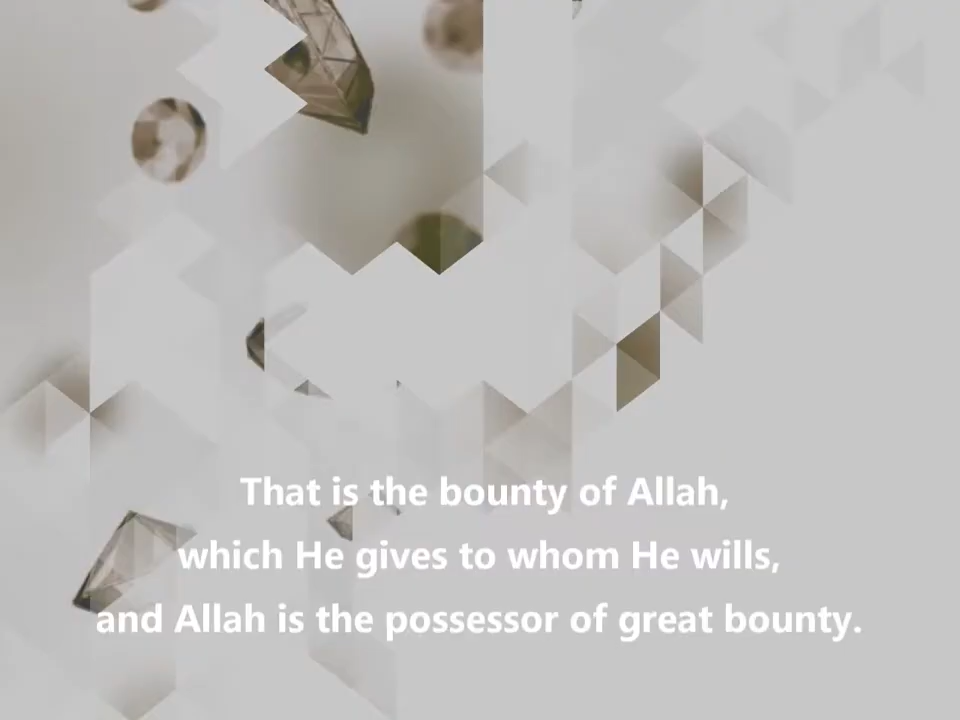 That is the bounty of Allah,
which He gives to whom He wills,
and Allah is the possessor of great bounty.